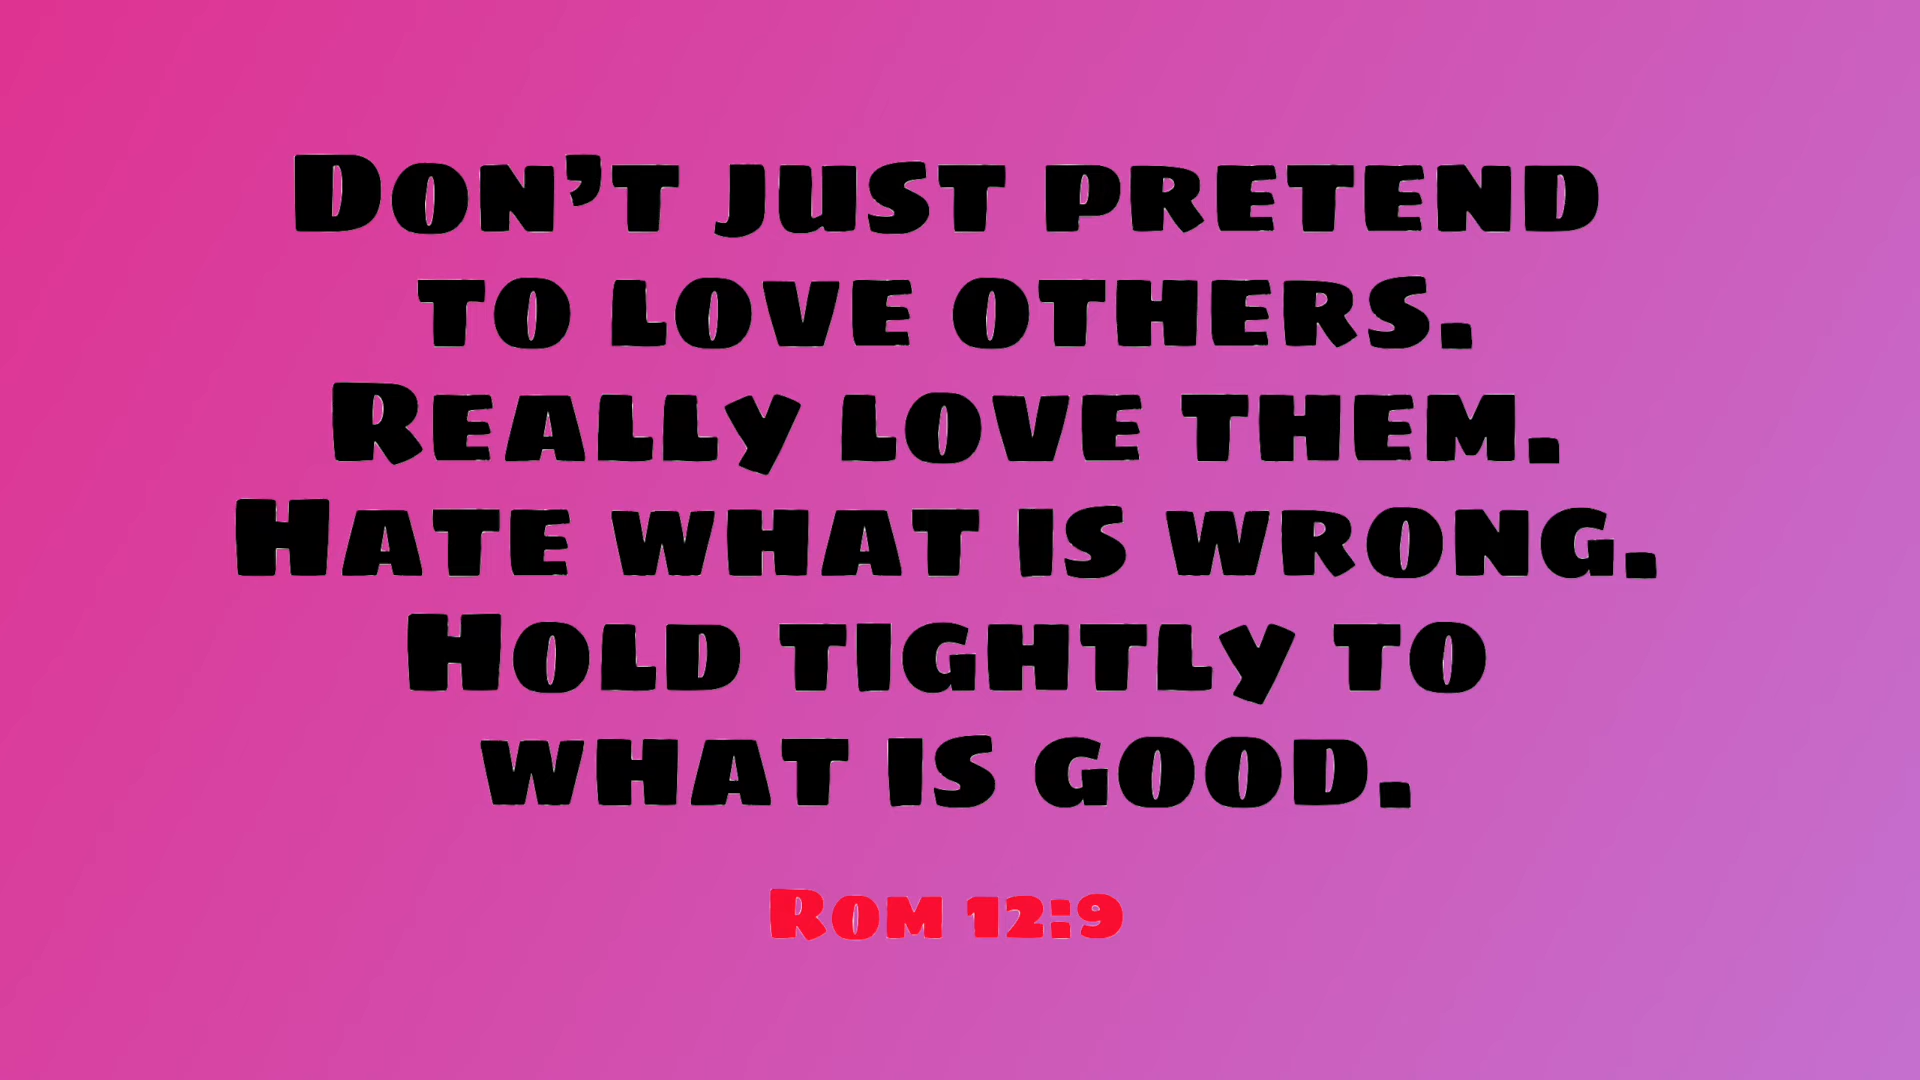 Don’t just pretend
to love others.
Really love them.
Hate what is wrong.
Hold tightly to
what is good.
Rom 12:9